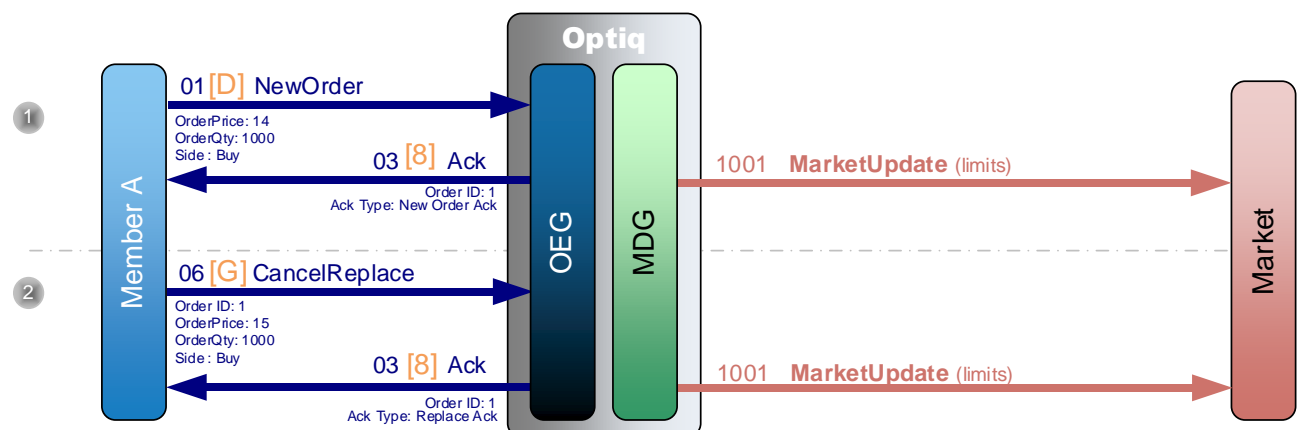 Optiq
1
Member A
01 [D] NewOrder
OrderPrice: 14
OrderQty: 1000
Side : Buy
03 [8] Ack
Order ID: 1
Ack Type: New Order Ack
OEG
MDG
1001 MarketUpdate (limits)
Market
2
06 [G] CancelReplace
Order ID: 1
OrderPrice: 15
OrderQty: 1000
Side : Buy
03 [8] Ack
Order ID: 1
Ack Type: Replace Ack
1001 MarketUpdate (limits)